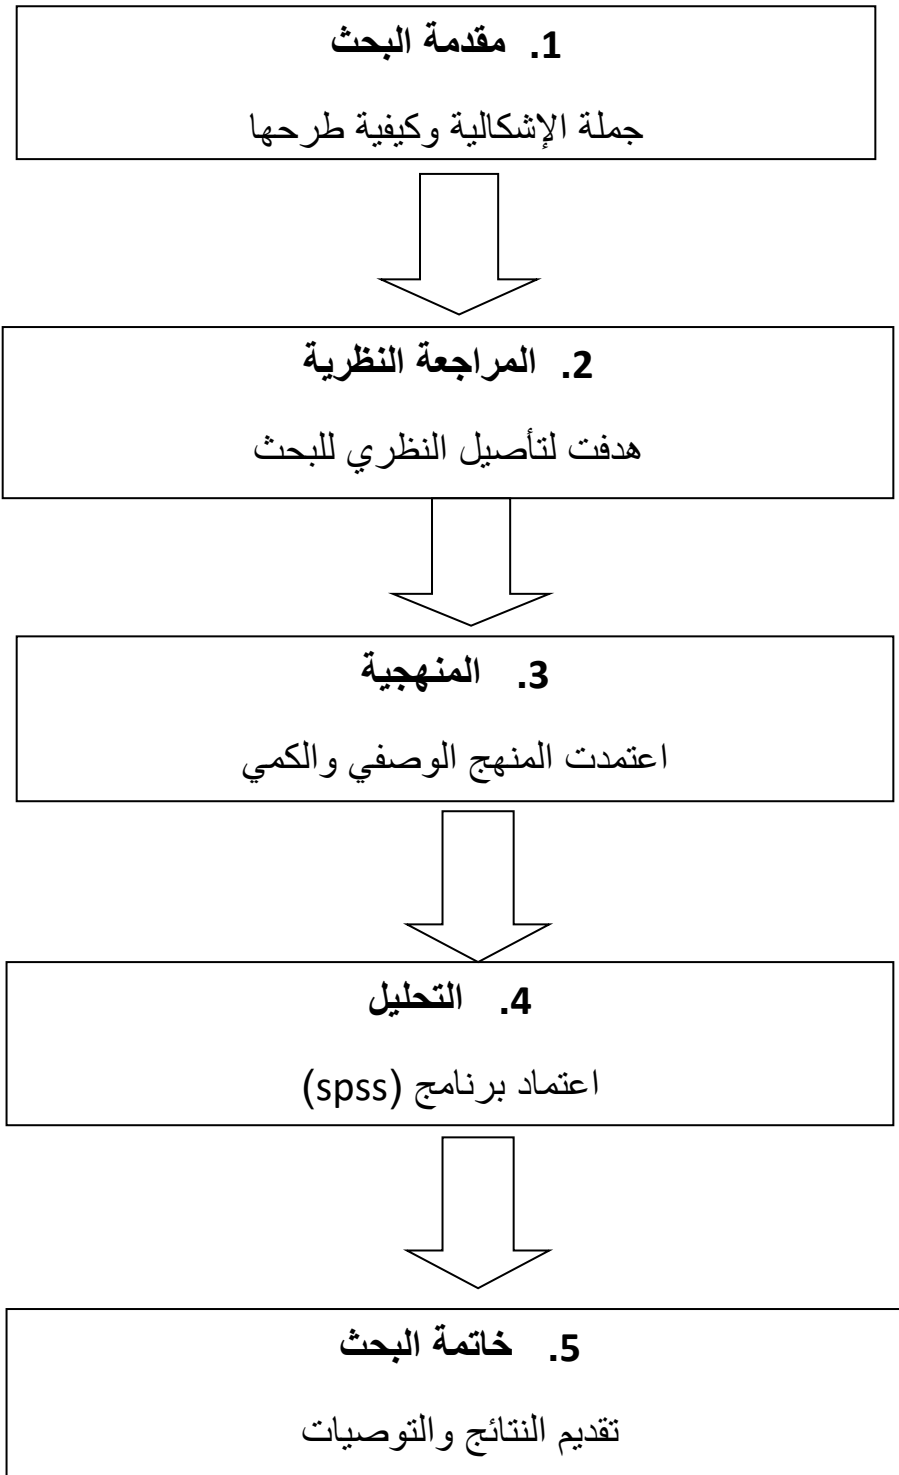 1. مقدمة البحث
جملة الإشكالية وكيفية طرحها
2. المراجعة النظرية
هدفت لتأصيل النظري للبحث
3. المنهجية
اعتمدت المنهج الوصفي والكمي
4. التحليل
اعتماد برنامج (spss)
5. خاتمة البحث
تقديم النتائج والتوصيات